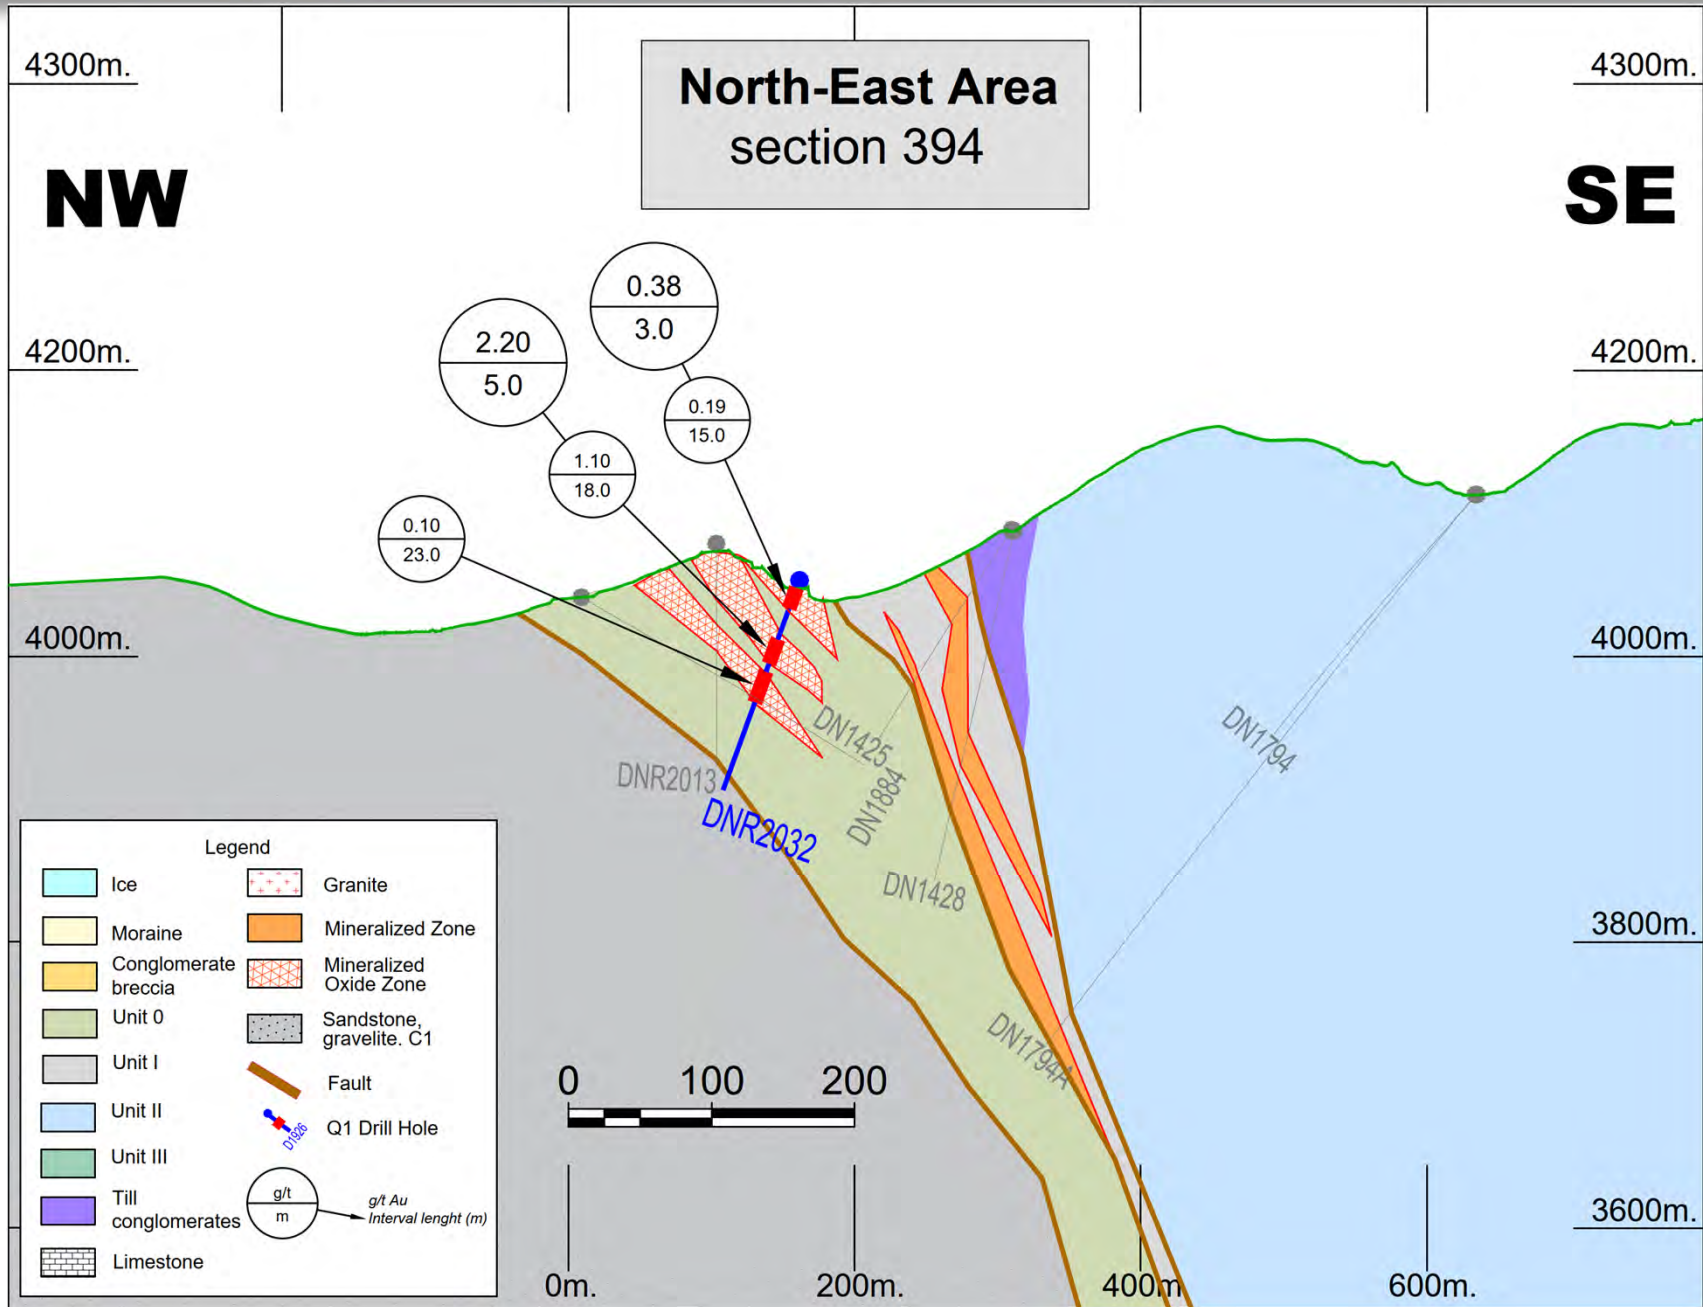 4300m.
4300m.
North-East Area
section 394
NW
SE
0.38
3.0
2.20
5.0
4200m.
4200m.
0.19
15.0
1.10
18.0
0.10
23.0
4000m.
4000m.
DN1425
DNR2013
DN1884
DNR2032
DN1428
DN1794
DN1794A
3800m.
3600m.
Legend
Ice
Moraine
Conglomerate
breccia
Unit 0
Unit I
Unit II
Unit III
Till
conglomerates
Limestone
Granite
Mineralized Zone
Mineralized
Oxide Zone
Sandstone,
gravelite. C1
Fault
D1926
Q1 Drill Hole
g/t
m
g/t Au
Interval lenght (m)
0 100 200
0m. 200m. 400m 600m.